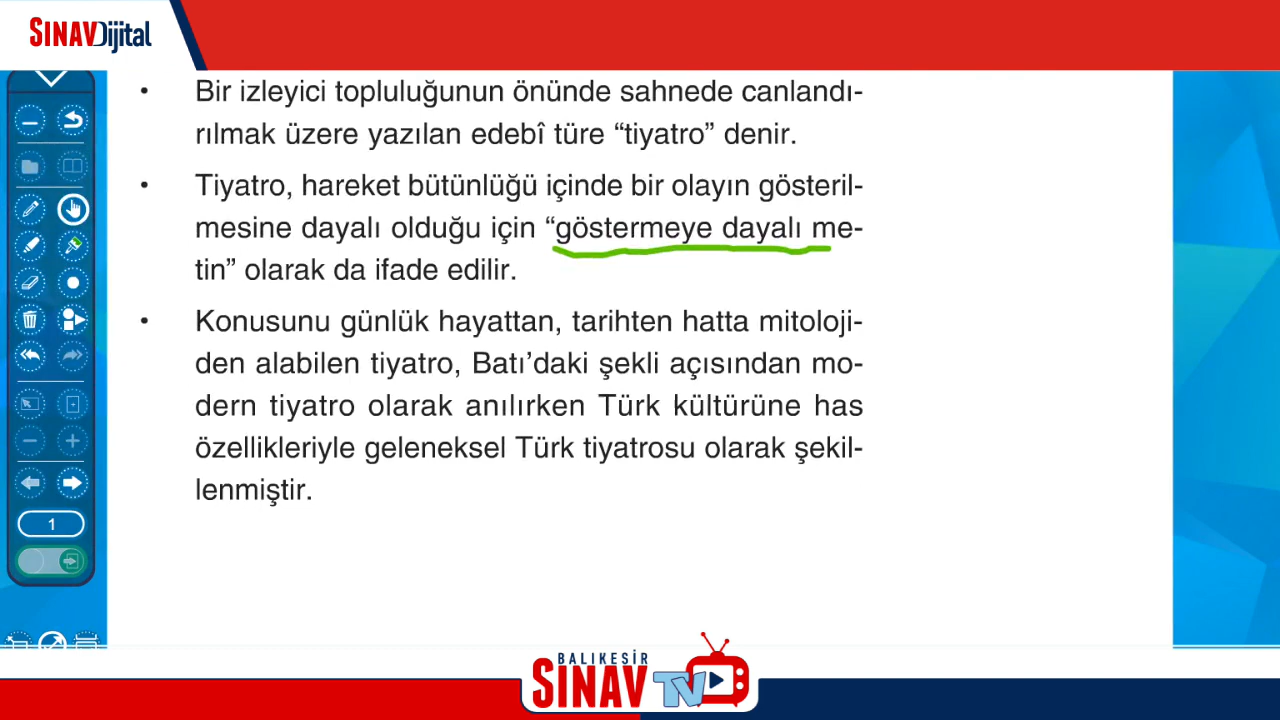 SINAVDijital
• Bir izleyici topluluğunun önünde sahnede canlandı-
rılmak üzere yazılan edebî türe “tiyatro” denir.
• Tiyatro, hareket bütünlüğü içinde bir olayın gösteril-
mesine dayalı olduğu için “göstermeye dayalı me-
tin” olarak da ifade edilir.
• Konusunu günlük hayattan, tarihten hatta mitoloji-
den alabilen tiyatro, Batı’daki şekli açısından mo-
dern tiyatro olarak anılırken Türk kültürüne has
özellikleriyle geleneksel Türk tiyatrosu olarak şekil-
lenmiştir.
1
BALIKESİR
SINAV TV